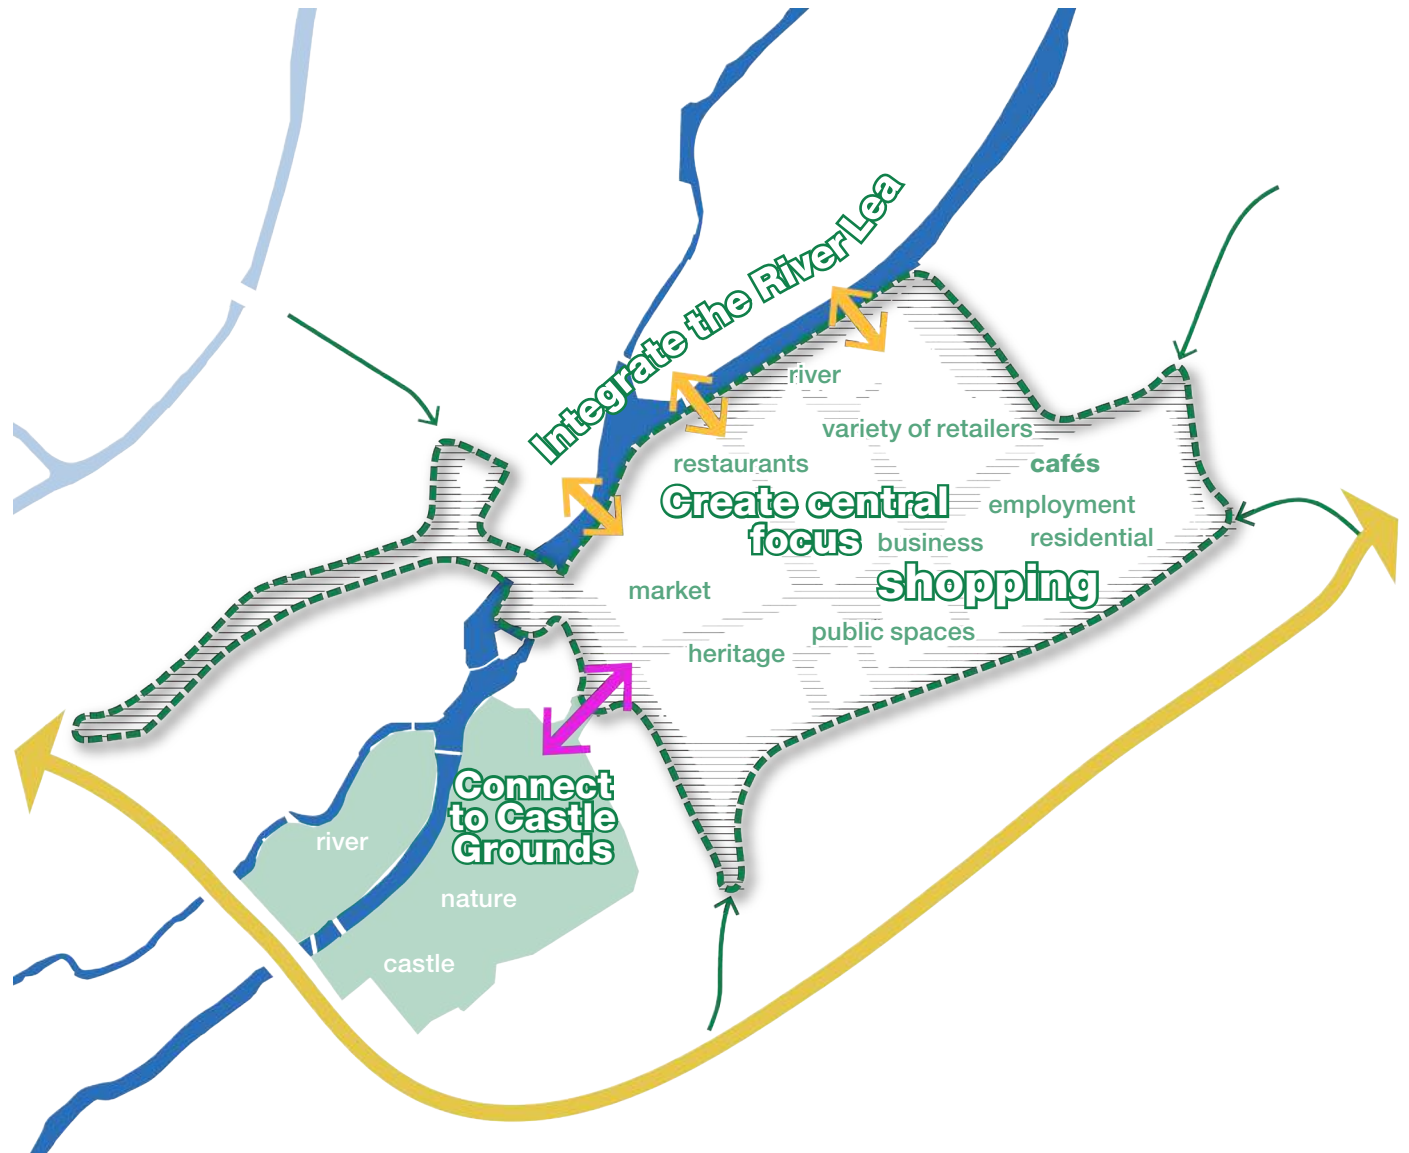 Integrate the River Lea
river
variety of retailers
restaurants
cafés
Create central
focus
employment
business
residential
shopping
market
public spaces
heritage
Connect
to Castle
Grounds
river
nature
castle